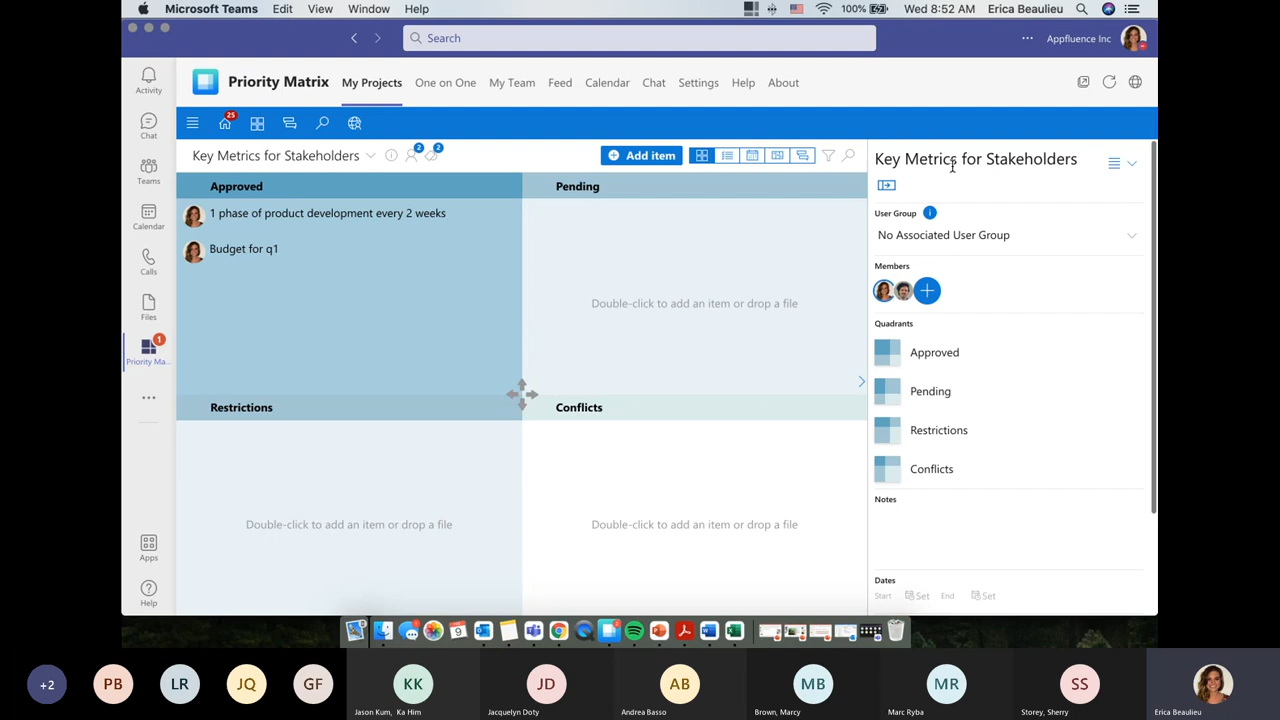 Microsoft Teams Edit View Window Help 100% Wed 8:52 AM Erica Beaulieu
Search
Appfluence Inc
Priority Matrix My Projects One on One My Team Feed Calendar Chat Settings Help About
Activity
Chat
Teams
Calendar
Calls
Files
1
Priority Ma...
Apps
Help
25
Key Metrics for Stakeholders 2 2 Add item
Approved
1 phase of product development every 2 weeks
Budget for q1
Pending
Double-click to add an item or drop a file
Restrictions
Double-click to add an item or drop a file
Conflicts
Double-click to add an item or drop a file
Key Metrics for Stakeholders
User Group
No Associated User Group
Members
Quadrants
Approved
Pending
Restrictions
Conflicts
Notes
Dates
Start Set End Set
9
+2 PB LR JQ GF KK JD AB MB MR SS
Jason Kum, Ka Him Jacquelyn Doty Andrea Basso Brown, Marcy Marc Ryba Storey, Sherry Erica Beaulieu